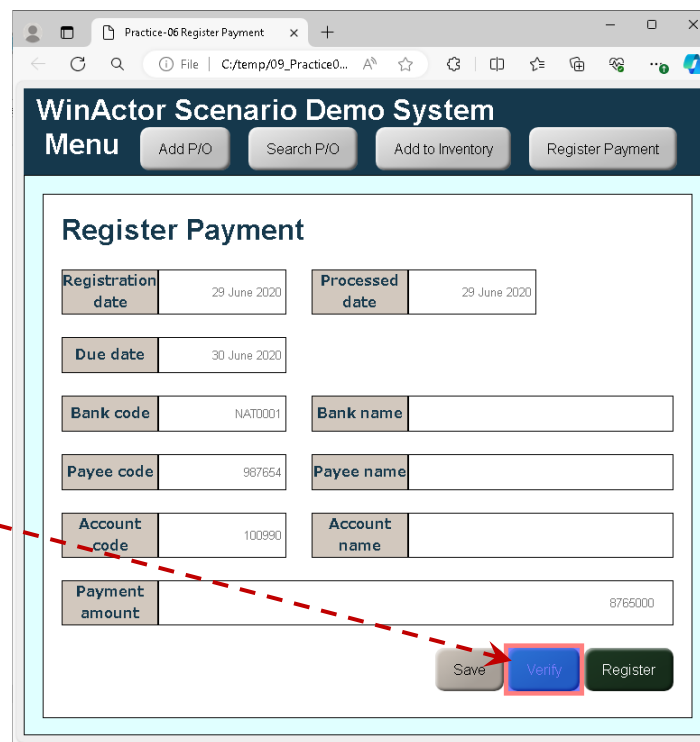 Practice-06 Register Payment
File | C:/temp/09_Practice0...
WinActor Scenario Demo System
Menu Add P/O Search P/O Add to Inventory Register Payment
Register Payment
Registration date 29 June 2020 Processed date 29 June 2020
Due date 30 June 2020
Bank code NAT0001 Bank name
Payee code 987654 Payee name
Account code 100990 Account name
Payment amount 8765000
Save Verify Register